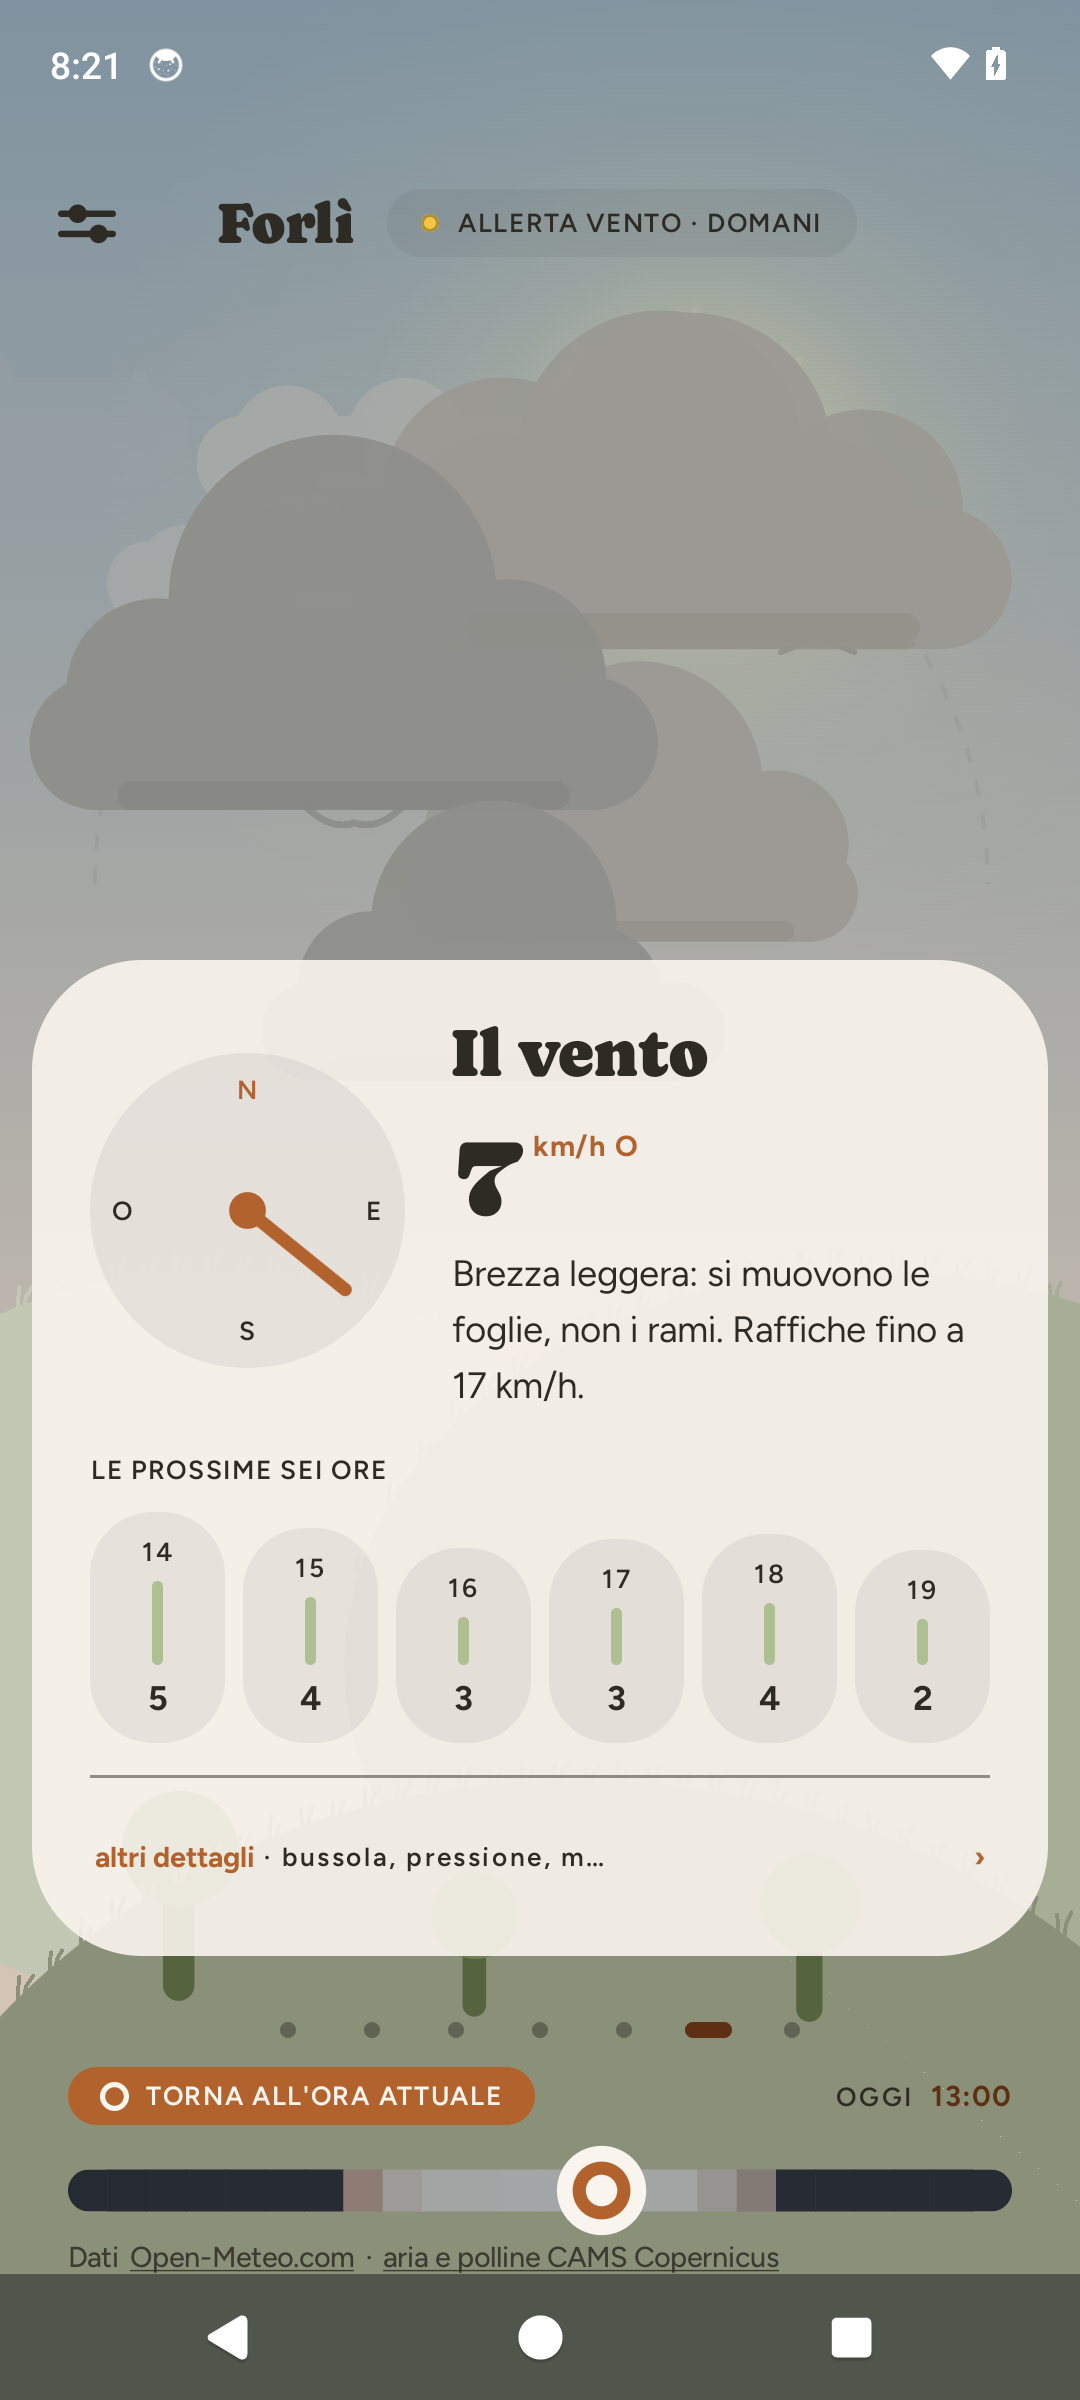 8:21
Forlì
ALLERTA VENTO · DOMANI
Il vento
N
O
E
S
7 km/h O
Brezza leggera: si muovono le
foglie, non i rami. Raffiche fino a
17 km/h.
LE PROSSIME SEI ORE
14 15 16 17 18 19
5 4 3 3 4 2
altri dettagli · bussola, pressione, m... ›
TORNA ALL'ORA ATTUALE
OGGI 13:00
Dati Open-Meteo.com · aria e polline CAMS Copernicus